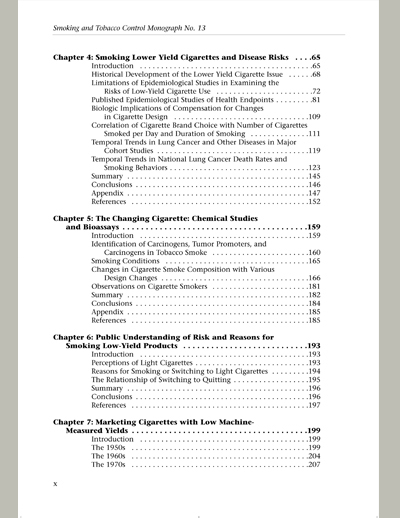 Smoking and Tobacco Control Monograph No. 13
Chapter 4: Smoking Lower Yield Cigarettes and Disease Risks . . . .65
Introduction . . . . . . . . . . . . . . . . . . . . . . . . . . . . . . . . . . . . . . .65
Historical Development of the Lower Yield Cigarette Issue . . . . . .68
Limitations of Epidemiological Studies in Examining the
Risks of Low-Yield Cigarette Use . . . . . . . . . . . . . . . . . . . . . .72
Published Epidemiological Studies of Health Endpoints . . . . . . . . .81
Biologic Implications of Compensation for Changes
in Cigarette Design . . . . . . . . . . . . . . . . . . . . . . . . . . . . . . .109
Correlation of Cigarette Brand Choice with Number of Cigarettes
Smoked per Day and Duration of Smoking . . . . . . . . . . . . .111
Temporal Trends in Lung Cancer and Other Diseases in Major
Cohort Studies . . . . . . . . . . . . . . . . . . . . . . . . . . . . . . . . . .119
Temporal Trends in National Lung Cancer Death Rates and
Smoking Behaviors . . . . . . . . . . . . . . . . . . . . . . . . . . . . . . .123
Summary . . . . . . . . . . . . . . . . . . . . . . . . . . . . . . . . . . . . . . . .145
Conclusions . . . . . . . . . . . . . . . . . . . . . . . . . . . . . . . . . . . . . .146
Appendix . . . . . . . . . . . . . . . . . . . . . . . . . . . . . . . . . . . . . . . .147
References . . . . . . . . . . . . . . . . . . . . . . . . . . . . . . . . . . . . . . .152
Chapter 5: The Changing Cigarette: Chemical Studies
and Bioassays . . . . . . . . . . . . . . . . . . . . . . . . . . . . . . . . . . . . . . .159
Introduction . . . . . . . . . . . . . . . . . . . . . . . . . . . . . . . . . . . . . .159
Identification of Carcinogens, Tumor Promoters, and
Carcinogens in Tobacco Smoke . . . . . . . . . . . . . . . . . . . . . .160
Smoking Conditions . . . . . . . . . . . . . . . . . . . . . . . . . . . . . . . .165
Changes in Cigarette Smoke Composition with Various
Design Changes . . . . . . . . . . . . . . . . . . . . . . . . . . . . . . . . .166
Observations on Cigarette Smokers . . . . . . . . . . . . . . . . . . . . . .181
Summary . . . . . . . . . . . . . . . . . . . . . . . . . . . . . . . . . . . . . . . .182
Conclusions . . . . . . . . . . . . . . . . . . . . . . . . . . . . . . . . . . . . . .184
Appendix . . . . . . . . . . . . . . . . . . . . . . . . . . . . . . . . . . . . . . . .185
References . . . . . . . . . . . . . . . . . . . . . . . . . . . . . . . . . . . . . . .185
Chapter 6: Public Understanding of Risk and Reasons for
Smoking Low-Yield Products . . . . . . . . . . . . . . . . . . . . . . . . . . .193
Introduction . . . . . . . . . . . . . . . . . . . . . . . . . . . . . . . . . . . . . .193
Perceptions of Light Cigarettes . . . . . . . . . . . . . . . . . . . . . . . . .193
Reasons for Smoking or Switching to Light Cigarettes . . . . . . . . .194
The Relationship of Switching to Quitting . . . . . . . . . . . . . . . . .195
Summary . . . . . . . . . . . . . . . . . . . . . . . . . . . . . . . . . . . . . . . .196
Conclusions . . . . . . . . . . . . . . . . . . . . . . . . . . . . . . . . . . . . . .196
References . . . . . . . . . . . . . . . . . . . . . . . . . . . . . . . . . . . . . . .197
Chapter 7: Marketing Cigarettes with Low Machine-
Measured Yields . . . . . . . . . . . . . . . . . . . . . . . . . . . . . . . . . . . . .199
Introduction . . . . . . . . . . . . . . . . . . . . . . . . . . . . . . . . . . . . . .199
The 1950s . . . . . . . . . . . . . . . . . . . . . . . . . . . . . . . . . . . . . . . .199
The 1960s . . . . . . . . . . . . . . . . . . . . . . . . . . . . . . . . . . . . . . . .204
The 1970s . . . . . . . . . . . . . . . . . . . . . . . . . . . . . . . . . . . . . . . .207
x